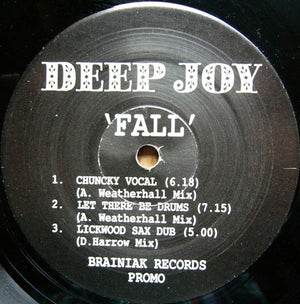 DEEP JOY
'FALL'
1. CHUNCKY VOCAL (6.18)
(A. Weatherhall Mix)
2. LET THERE BE DRUMS (7.15)
(A. Weatherhall Mix)
3. LICKWOOD SAX DUB (5.00)
(D.Harrow Mix)
BRAINIAK RECORDS
PROMO